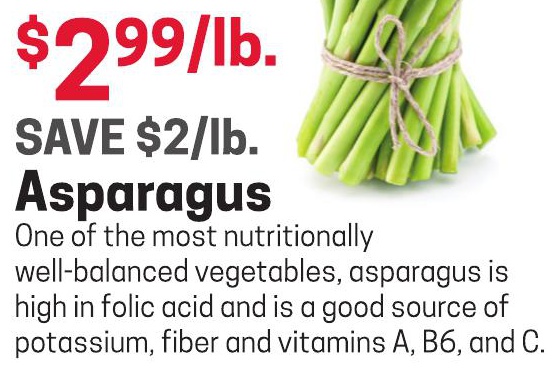 $2 99/lb.
SAVE $2/lb.
Asparagus
One of the most nutritionally
well-balanced vegetables, asparagus is
high in folic acid and is a good source of
potassium, fiber and vitamins A, B6, and C.